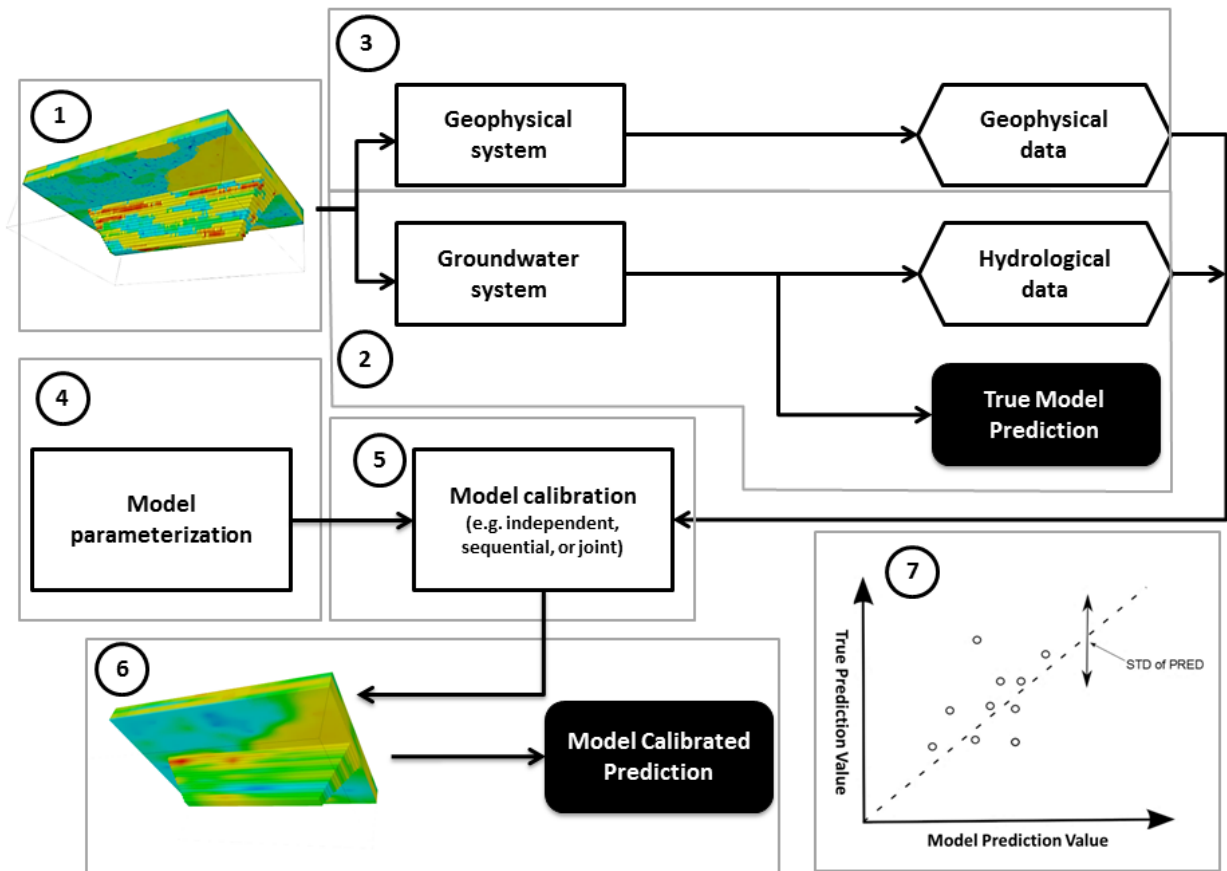 1
3
Geophysical
system
Geophysical
data
Groundwater
system
Hydrological
data
2
True Model
Prediction
4
Model
parameterization
5
Model calibration
(e.g. independent,
sequential, or joint)
6
Model Calibrated
Prediction
7
True Prediction Value
STD of PRED
Model Prediction Value